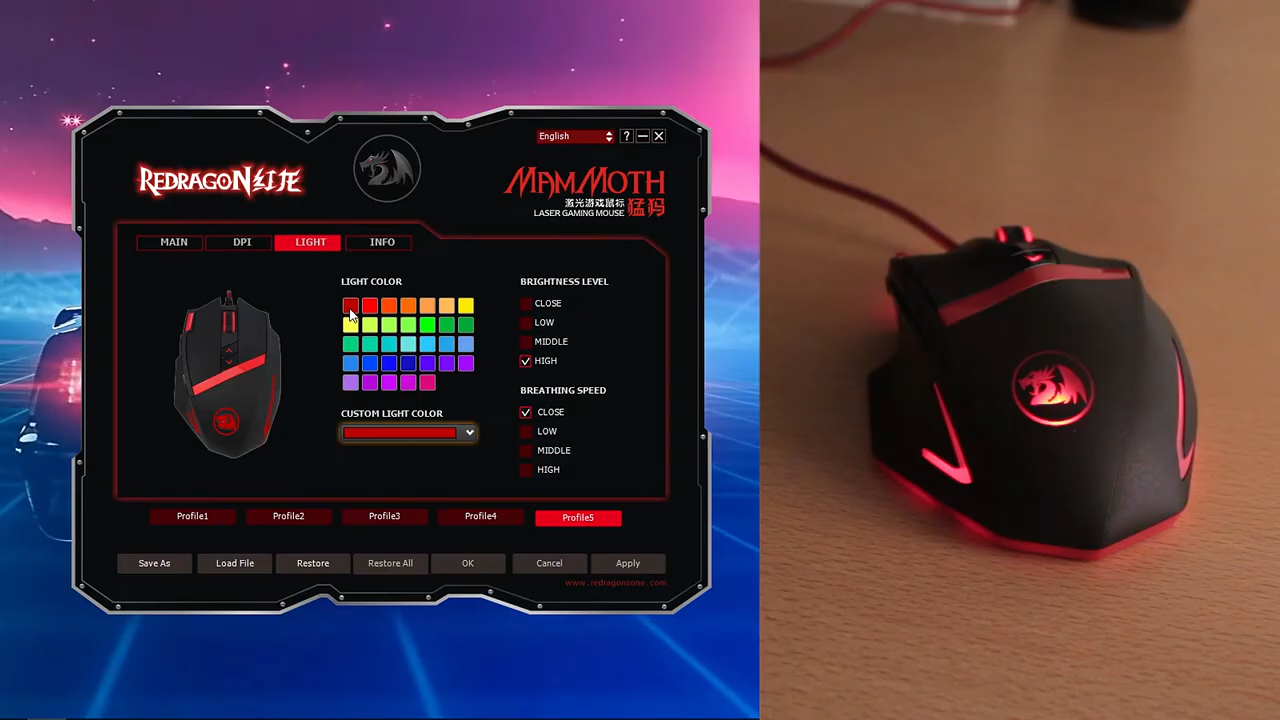 English
?
REDRAGON红龙
MAMMOTH
激光游戏鼠标
LASER GAMING MOUSE
猛犸
MAIN
DPI
LIGHT
INFO
LIGHT COLOR
BRIGHTNESS LEVEL
CLOSE
LOW
MIDDLE
HIGH
BREATHING SPEED
CLOSE
LOW
MIDDLE
HIGH
CUSTOM LIGHT COLOR
Profile1
Profile2
Profile3
Profile4
Profile5
Save As
Load File
Restore
Restore All
OK
Cancel
Apply
www.redragonzone.com